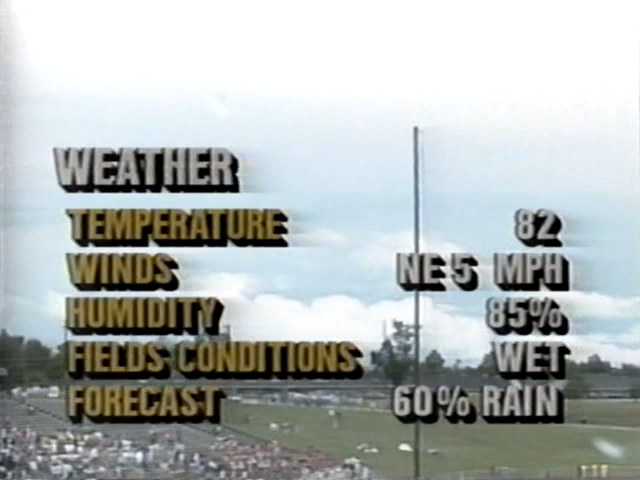 WEATHER
TEMPERATURE 82
WINDS NE 5 MPH
HUMIDITY 85%
FIELDS CONDITIONS WET
FORECAST 60% RAIN